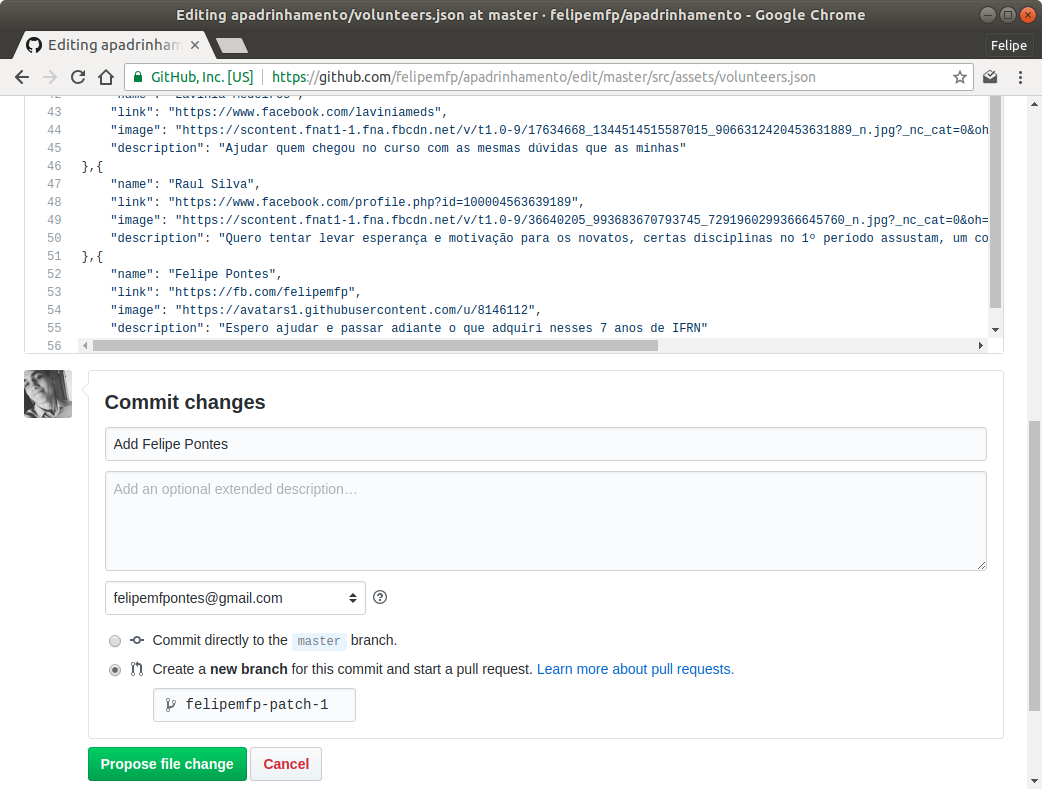 Editing apadrinhamento/volunteers.json at master · felipemfp/apadrinhamento - Google Chrome
Editing apadrinham
Felipe
GitHub, Inc. [US]
https://github.com/felipemfp/apadrinhamento/edit/master/src/assets/volunteers.json
43 "link": "https://www.facebook.com/laviniameds",
44 "image": "https://scontent.fnat1-1.fna.fbcdn.net/v/t1.0-9/17634668_1344514515587015_9066312420453631889_n.jpg?_nc_cat=0&oh
45 "description": "Ajudar quem chegou no curso com as mesmas dúvidas que as minhas"
46 },{
47 "name": "Raul Silva",
48 "link": "https://www.facebook.com/profile.php?id=100004563639189",
49 "image": "https://scontent.fnat1-1.fna.fbcdn.net/v/t1.0-9/36640205_993683670793745_7291960299366645760_n.jpg?_nc_cat=0&oh=
50 "description": "Quero tentar levar esperança e motivação para os novatos, certas disciplinas no 1º período assustam, um co
51 },{
52 "name": "Felipe Pontes",
53 "link": "https://fb.com/felipemfp",
54 "image": "https://avatars1.githubusercontent.com/u/8146112",
55 "description": "Espero ajudar e passar adiante o que adquiri nesses 7 anos de IFRN"
56
Commit changes
Add Felipe Pontes
Add an optional extended description…
felipemfpontes@gmail.com
Commit directly to the master branch.
Create a new branch for this commit and start a pull request. Learn more about pull requests.
felipemfp-patch-1
Propose file change
Cancel